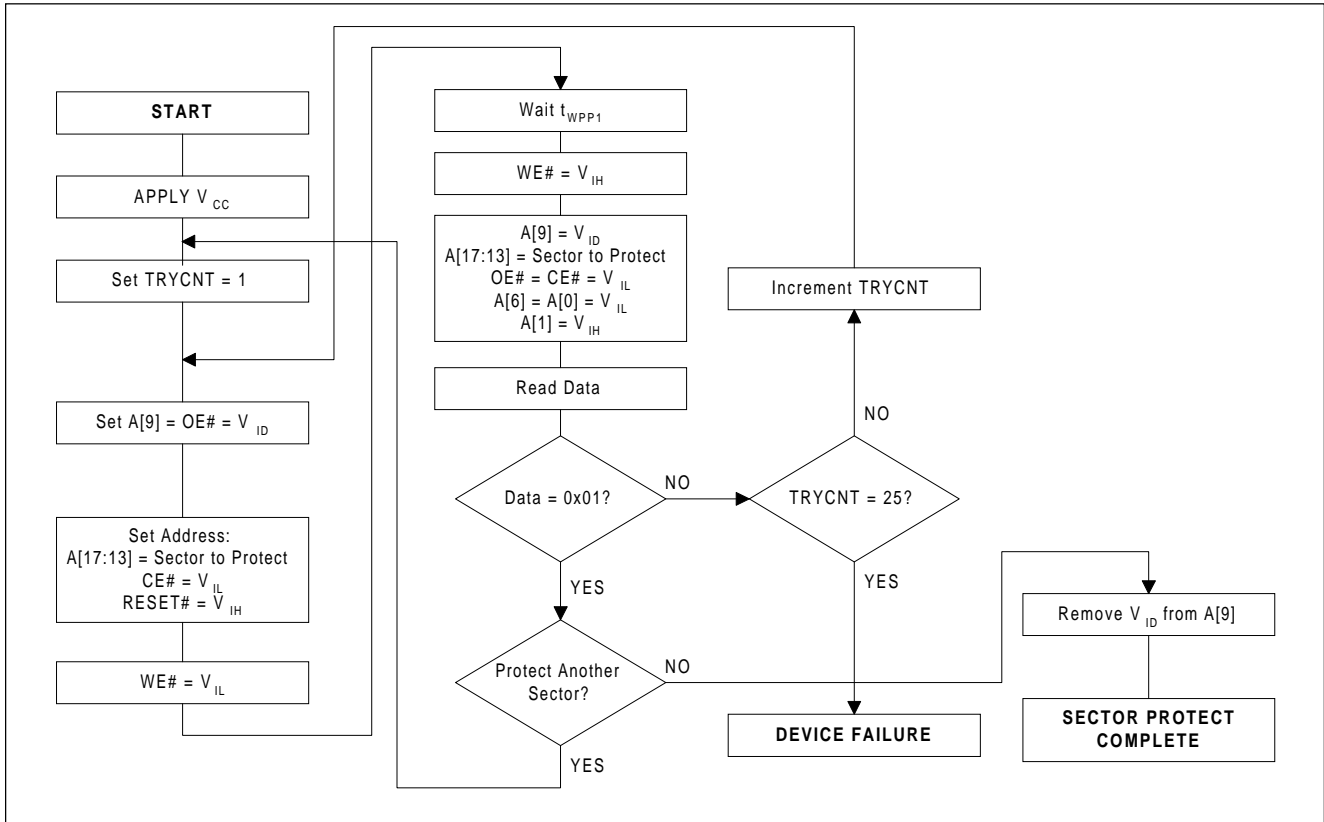 START
APPLY V CC
Set TRYCNT = 1
Set A[9] = OE# = V ID
Set Address:
A[17:13] = Sector to Protect
CE# = V IL
RESET# = V IH
WE# = V IL
Wait t WPP1
WE# = V IH
A[9] = V ID
A[17:13] = Sector to Protect
OE# = CE# = V IL
A[6] = A[0] = V IL
A[1] = V IH
Read Data
Data = 0x01?
NO
YES
Protect Another
Sector?
NO
YES
Increment TRYCNT
NO
TRYCNT = 25?
YES
DEVICE FAILURE
Remove V ID from A[9]
SECTOR PROTECT
COMPLETE